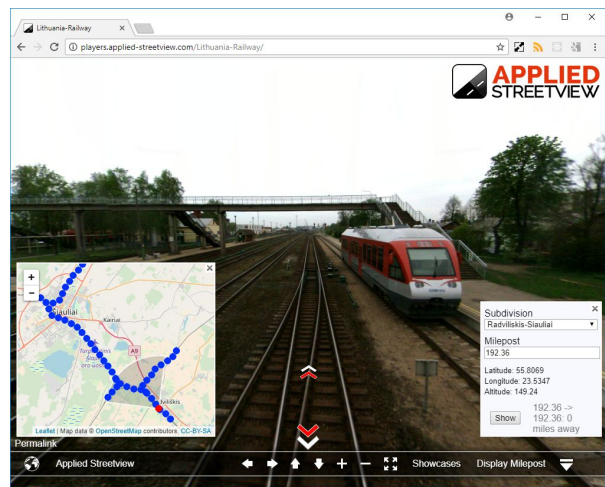 Lithuania-Railway
players.applied-streetview.com/Lithuania-Railway/
APPLIED
STREETVIEW
+
−
Šiauliai
Kairiai
A9
Leaflet | Map data © OpenStreetMap contributors, CC-BY-SA
Subdivision
Radviliskis-Siauliai
Milepost
192.36
Latitude: 55.8069
Longitude: 23.5347
Altitude: 149.24
Show
192.36 ->
192.36: 0
miles away
Permalink
Applied Streetview
Showcases
Display Milepost